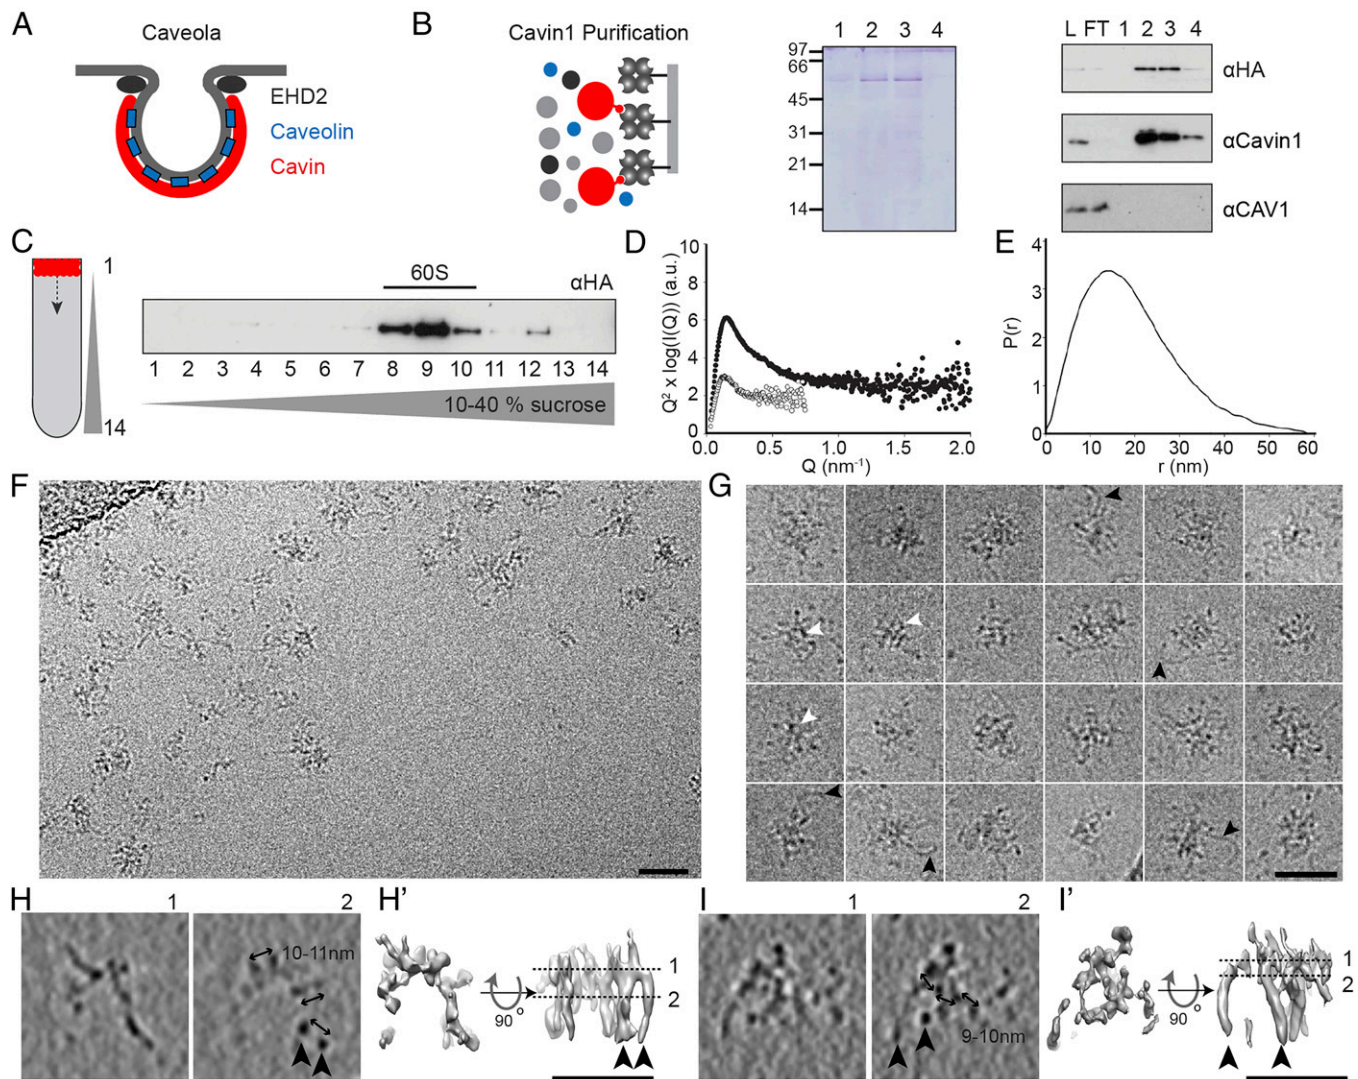 A
Caveola
EHD2
Caveolin
Cavin
B
Cavin1 Purification
1 2 3 4
97
66
45
31
21
14
L FT 1 2 3 4
αHA
αCavin1
αCAV1
C
1
14
60S
αHA
1 2 3 4 5 6 7 8 9 10 11 12 13 14
10-40 % sucrose
D
Q² x log(I(Q)) (a.u.)
10
8
6
4
2
0
0.0 0.5 1.0 1.5 2.0
Q (nm⁻¹)
E
P(r)
4
3
2
1
0
0 10 20 30 40 50 60
r (nm)
F
G
H
1
2
10-11nm
H'
90 °
1
2
I
1
2
9-10nm
I'
90 °
1
2